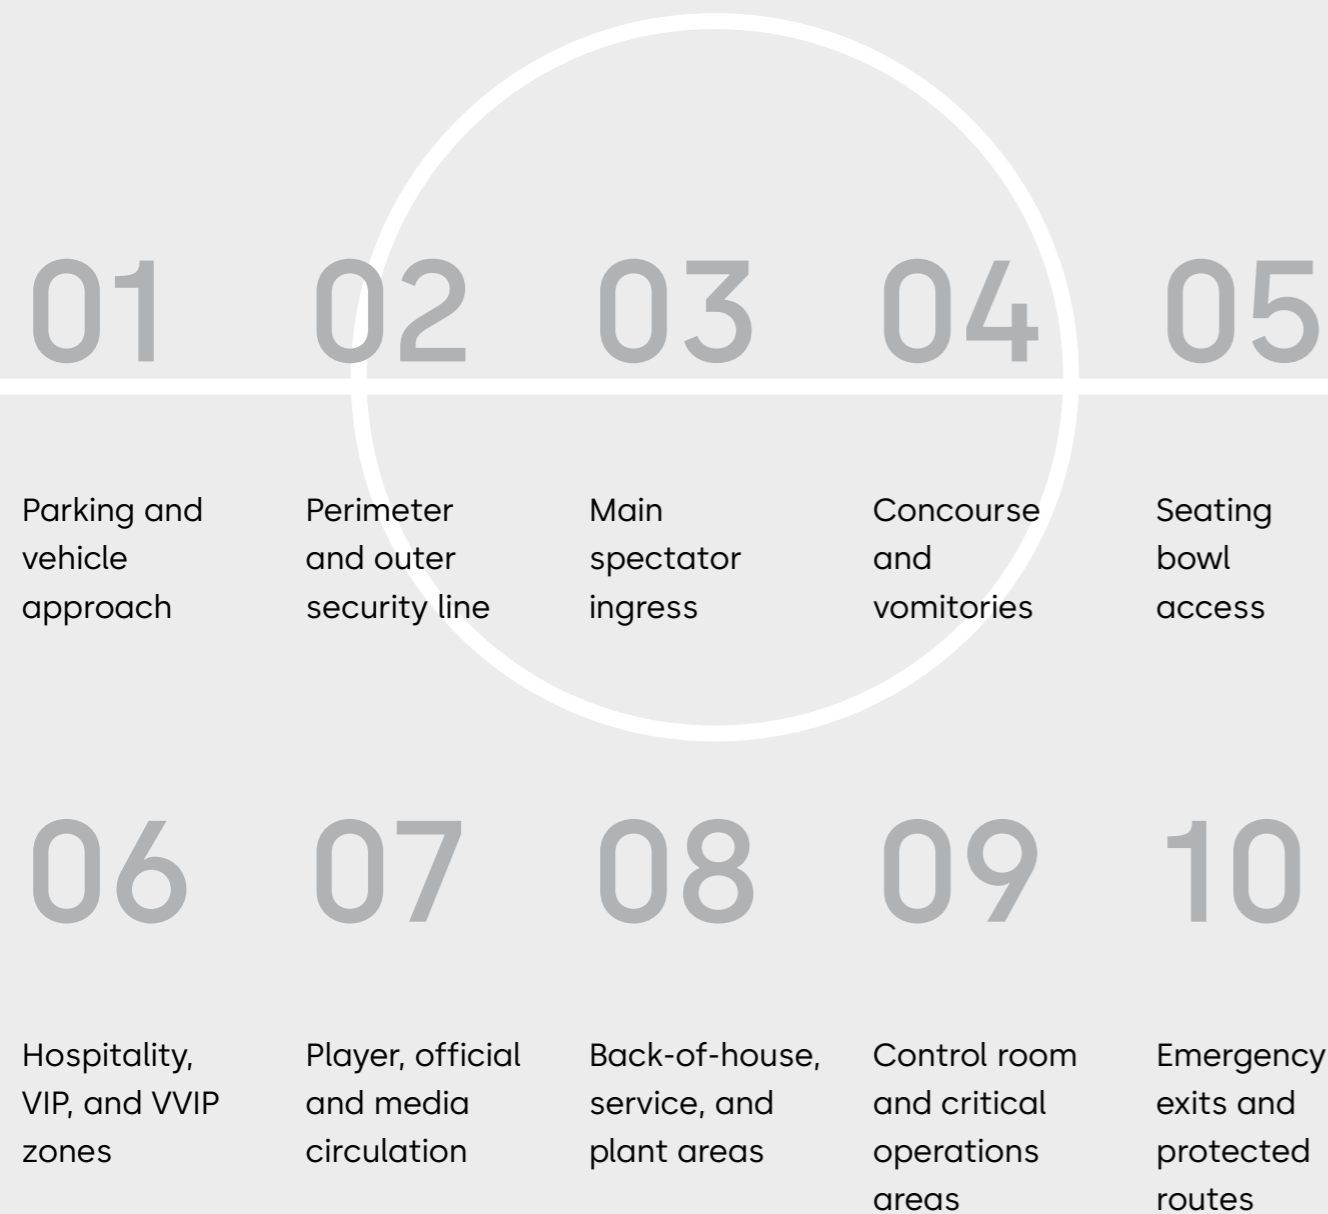 01
02
03
04
05
Parking and
vehicle
approach
Perimeter
and outer
security line
Main
spectator
ingress
Concourse
and
vomitories
Seating
bowl
access
06
07
08
09
10
Hospitality,
VIP, and VVIP
zones
Player, official
and media
circulation
Back-of-house,
service, and
plant areas
Control room
and critical
operations
areas
Emergency
exits and
protected
routes